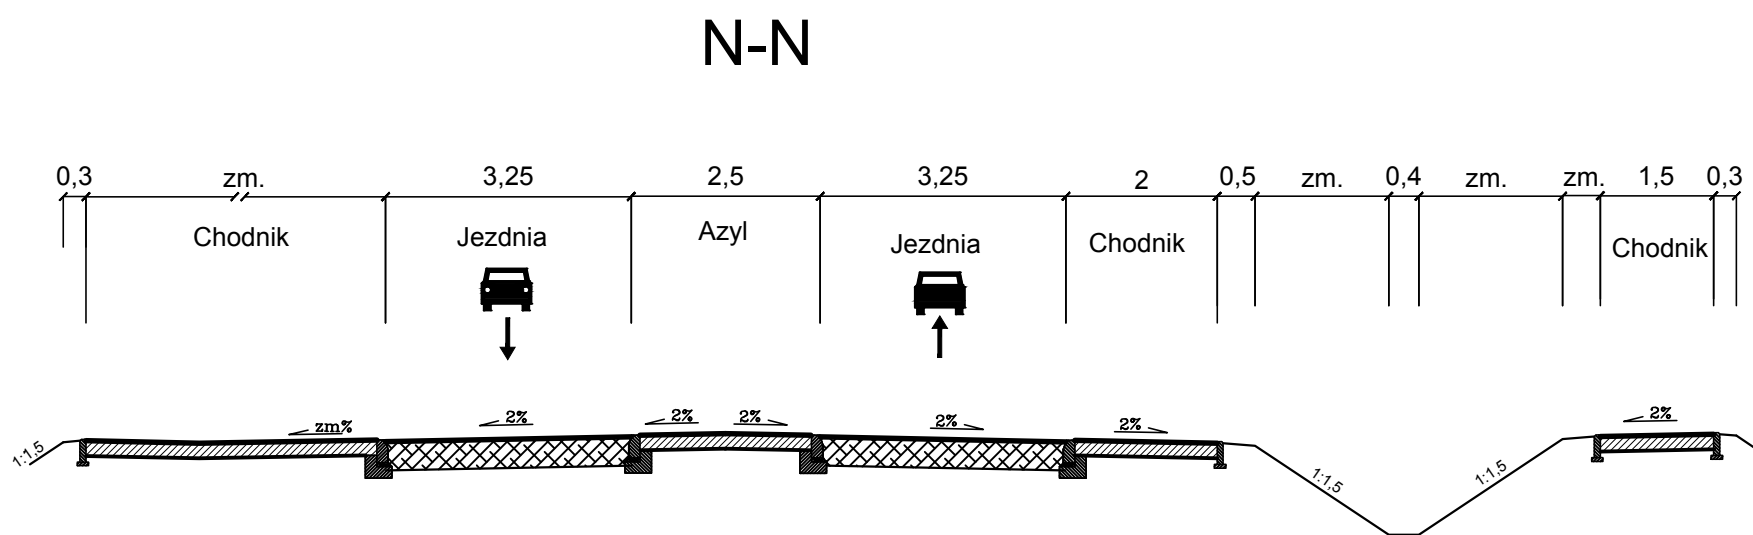 N-N
0,3 zm. 3,25 2,5 3,25 2 0,5 zm. 0,4 zm. zm. 1,5 0,3
Chodnik Jezdnia Azyl Jezdnia Chodnik Chodnik
zm% 2% 2% 2% 2% 2% 2%
1:1,5 1:1,5 1:1,5